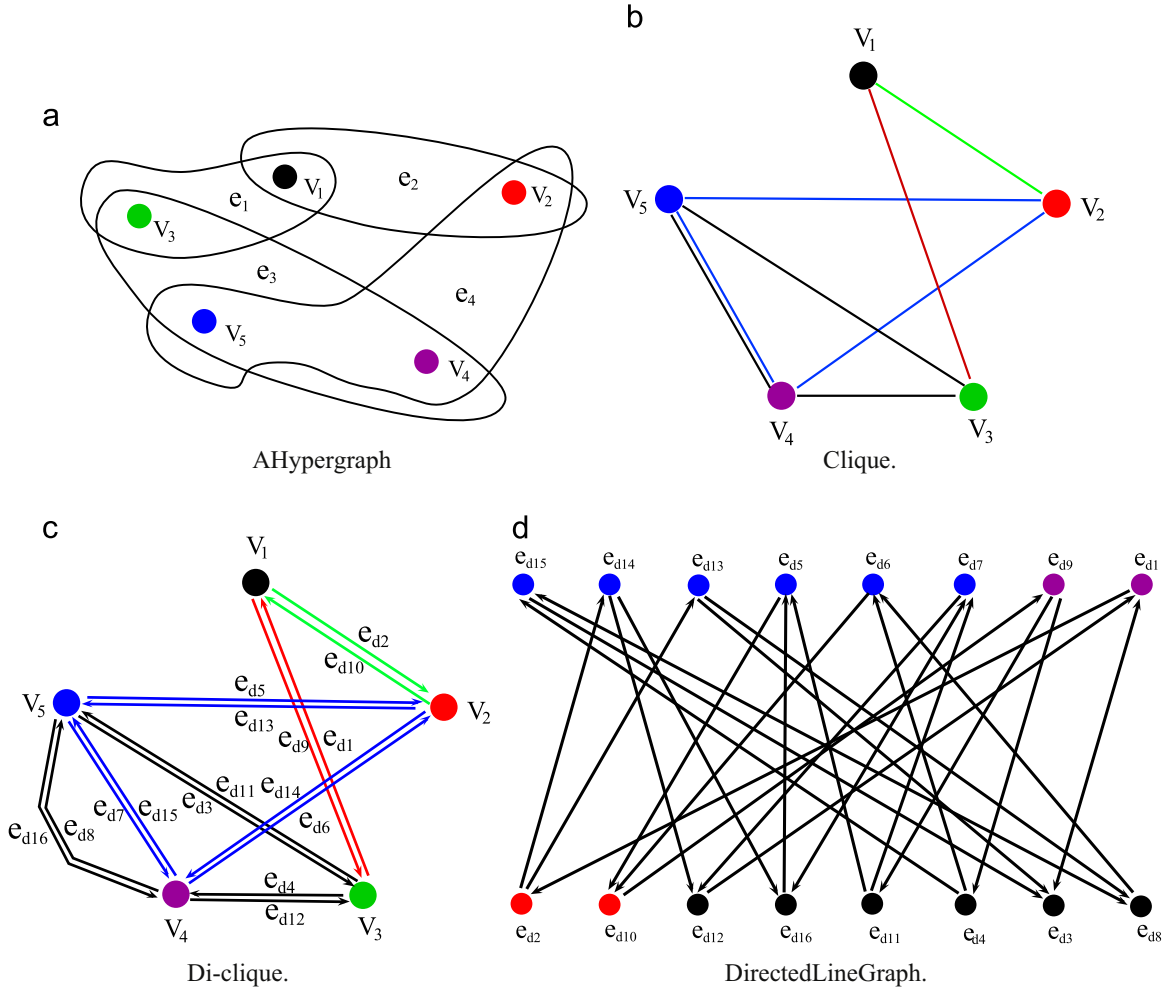 a
V1
e1
e2
V2
V3
e3
e4
V5
V4
AHypergraph
b
V1
V5
V2
V4
V3
Clique.
c
V1
ed2
ed10
V5
ed5
V2
ed13
ed9
ed1
ed11
ed14
ed3
ed7
ed15
ed6
ed16
ed8
ed4
ed12
V4
V3
Di-clique.
d
ed15 ed14 ed13 ed5 ed6 ed7 ed9 ed1
ed2 ed10 ed12 ed16 ed11 ed4 ed3 ed8
DirectedLineGraph.